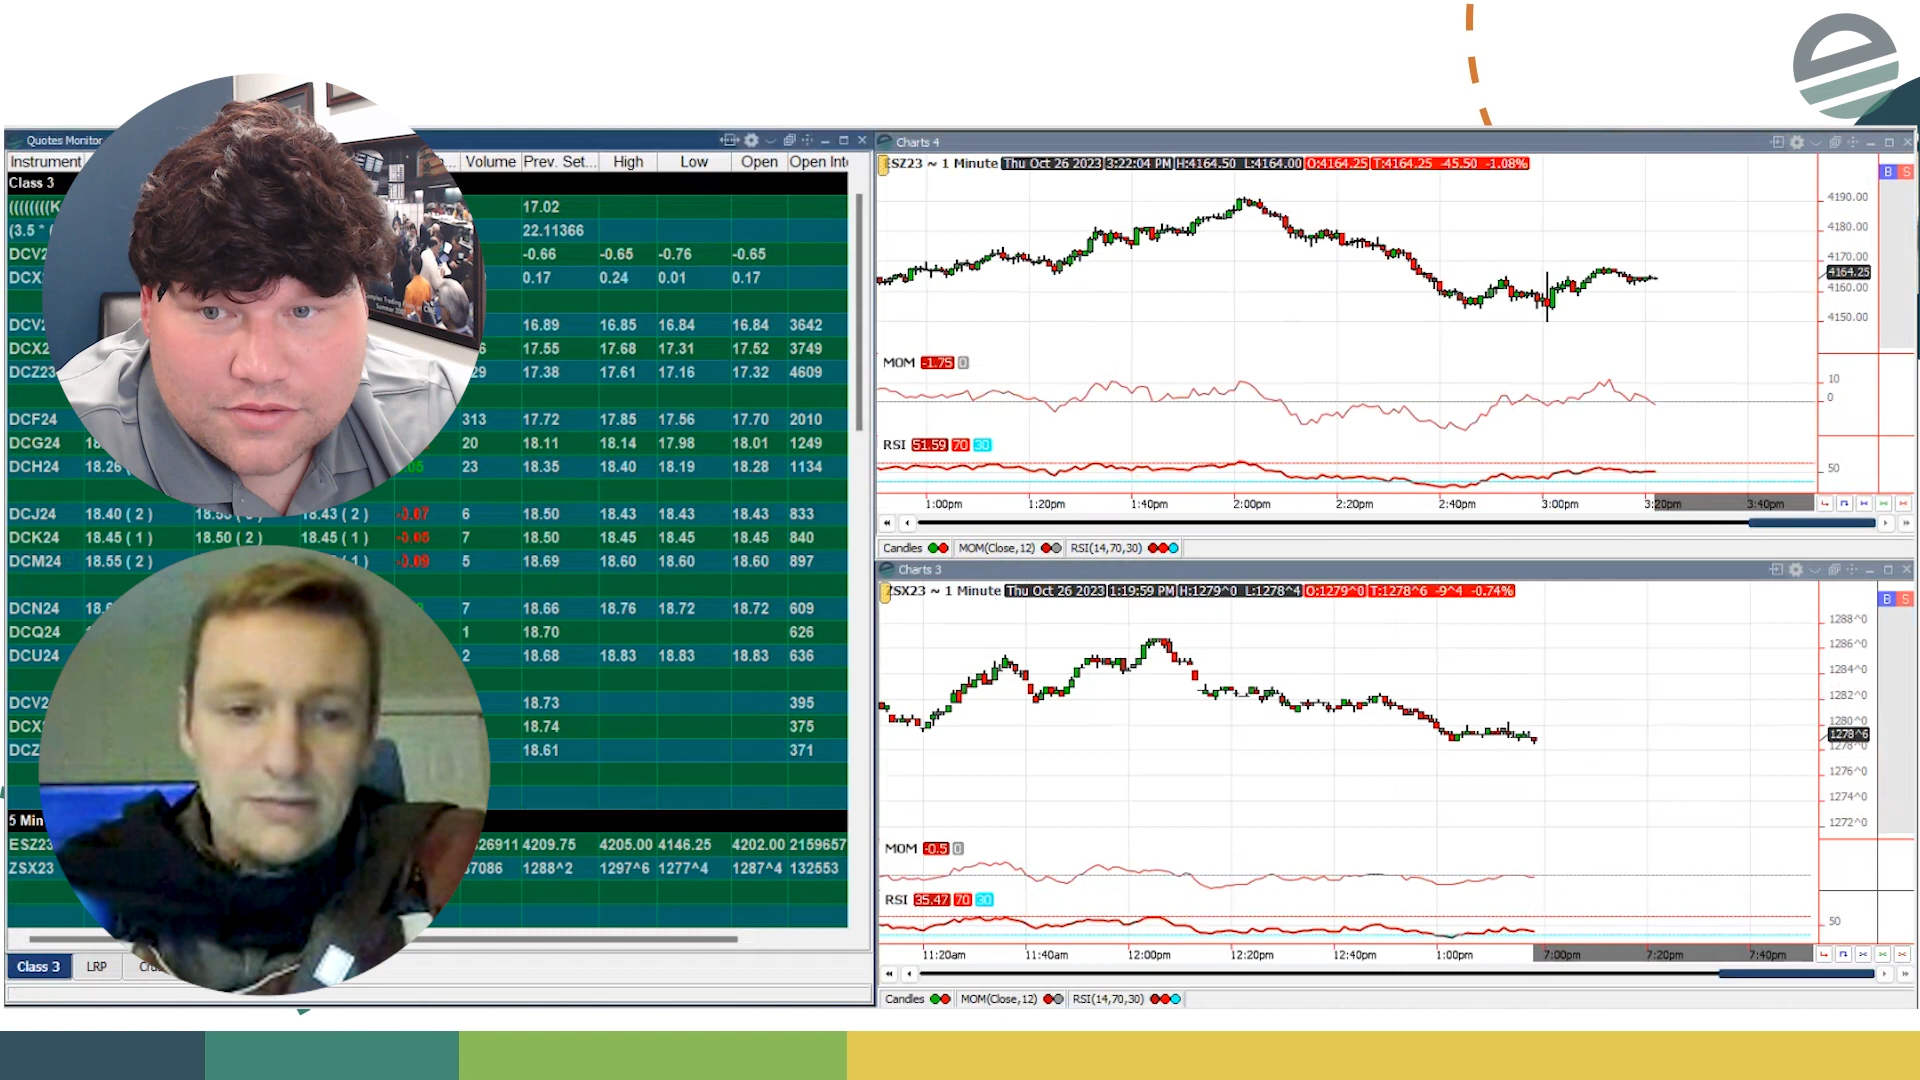 Quotes Monitor
Instrument Volume Prev. Set... High Low Open Open Int
Class 3
((((((((K 17.02
(3.5 * ( 22.11366
DCV2 -0.66 -0.65 -0.76 -0.65
DCX 0.17 0.24 0.01 0.17
DCV2 16.89 16.85 16.84 16.84 3642
DCX2 17.55 17.68 17.31 17.52 3749
DCZ23 29 17.38 17.61 17.16 17.32 4609
DCF24 313 17.72 17.85 17.56 17.70 2010
DCG24 20 18.11 18.14 17.98 18.01 1249
DCH24 18.26 23 18.35 18.40 18.19 18.28 1134
DCJ24 18.40 ( 2 ) 18.43 ( 2 ) -0.07 6 18.50 18.43 18.43 18.43 833
DCK24 18.45 ( 1 ) 18.50 ( 2 ) 18.45 ( 1 ) -0.05 7 18.50 18.45 18.45 18.45 840
DCM24 18.55 ( 2 ) -0.09 5 18.69 18.60 18.60 18.60 897
DCN24 7 18.66 18.76 18.72 18.72 609
DCQ24 1 18.70 626
DCU24 2 18.68 18.83 18.83 18.83 636
DCV2 18.73 395
DCX 18.74 375
DCZ 18.61 371
5 Min
ESZ23 26911 4209.75 4205.00 4146.25 4202.00 2159657
ZSX23 37086 1288^2 1297^6 1277^4 1287^4 132553
Class 3 LRP
Charts 4
ESZ23 ~ 1 Minute Thu Oct 26 2023 3:22:04 PM H:4164.50 L:4164.00 O:4164.25 T:4164.25 -45.50 -1.08%
B S
4190.00
4180.00
4170.00
4164.25
4160.00
4150.00
MOM -1.75 0
10
0
RSI 51.59 70 30
50
1:00pm 1:20pm 1:40pm 2:00pm 2:20pm 2:40pm 3:00pm 3:20pm 3:40pm
Candles MOM(Close,12) RSI(14,70,30)
Charts 3
ZSX23 ~ 1 Minute Thu Oct 26 2023 1:19:59 PM H:1279^0 L:1278^4 O:1279^0 T:1278^6 -9^4 -0.74%
B S
1288^0
1286^0
1284^0
1282^0
1280^0
1278^6
1278^0
1276^0
1274^0
1272^0
MOM -0.5 0
RSI 35.47 70 30
50
11:20am 11:40am 12:00pm 12:20pm 12:40pm 1:00pm 7:00pm 7:20pm 7:40pm
Candles MOM(Close,12) RSI(14,70,30)